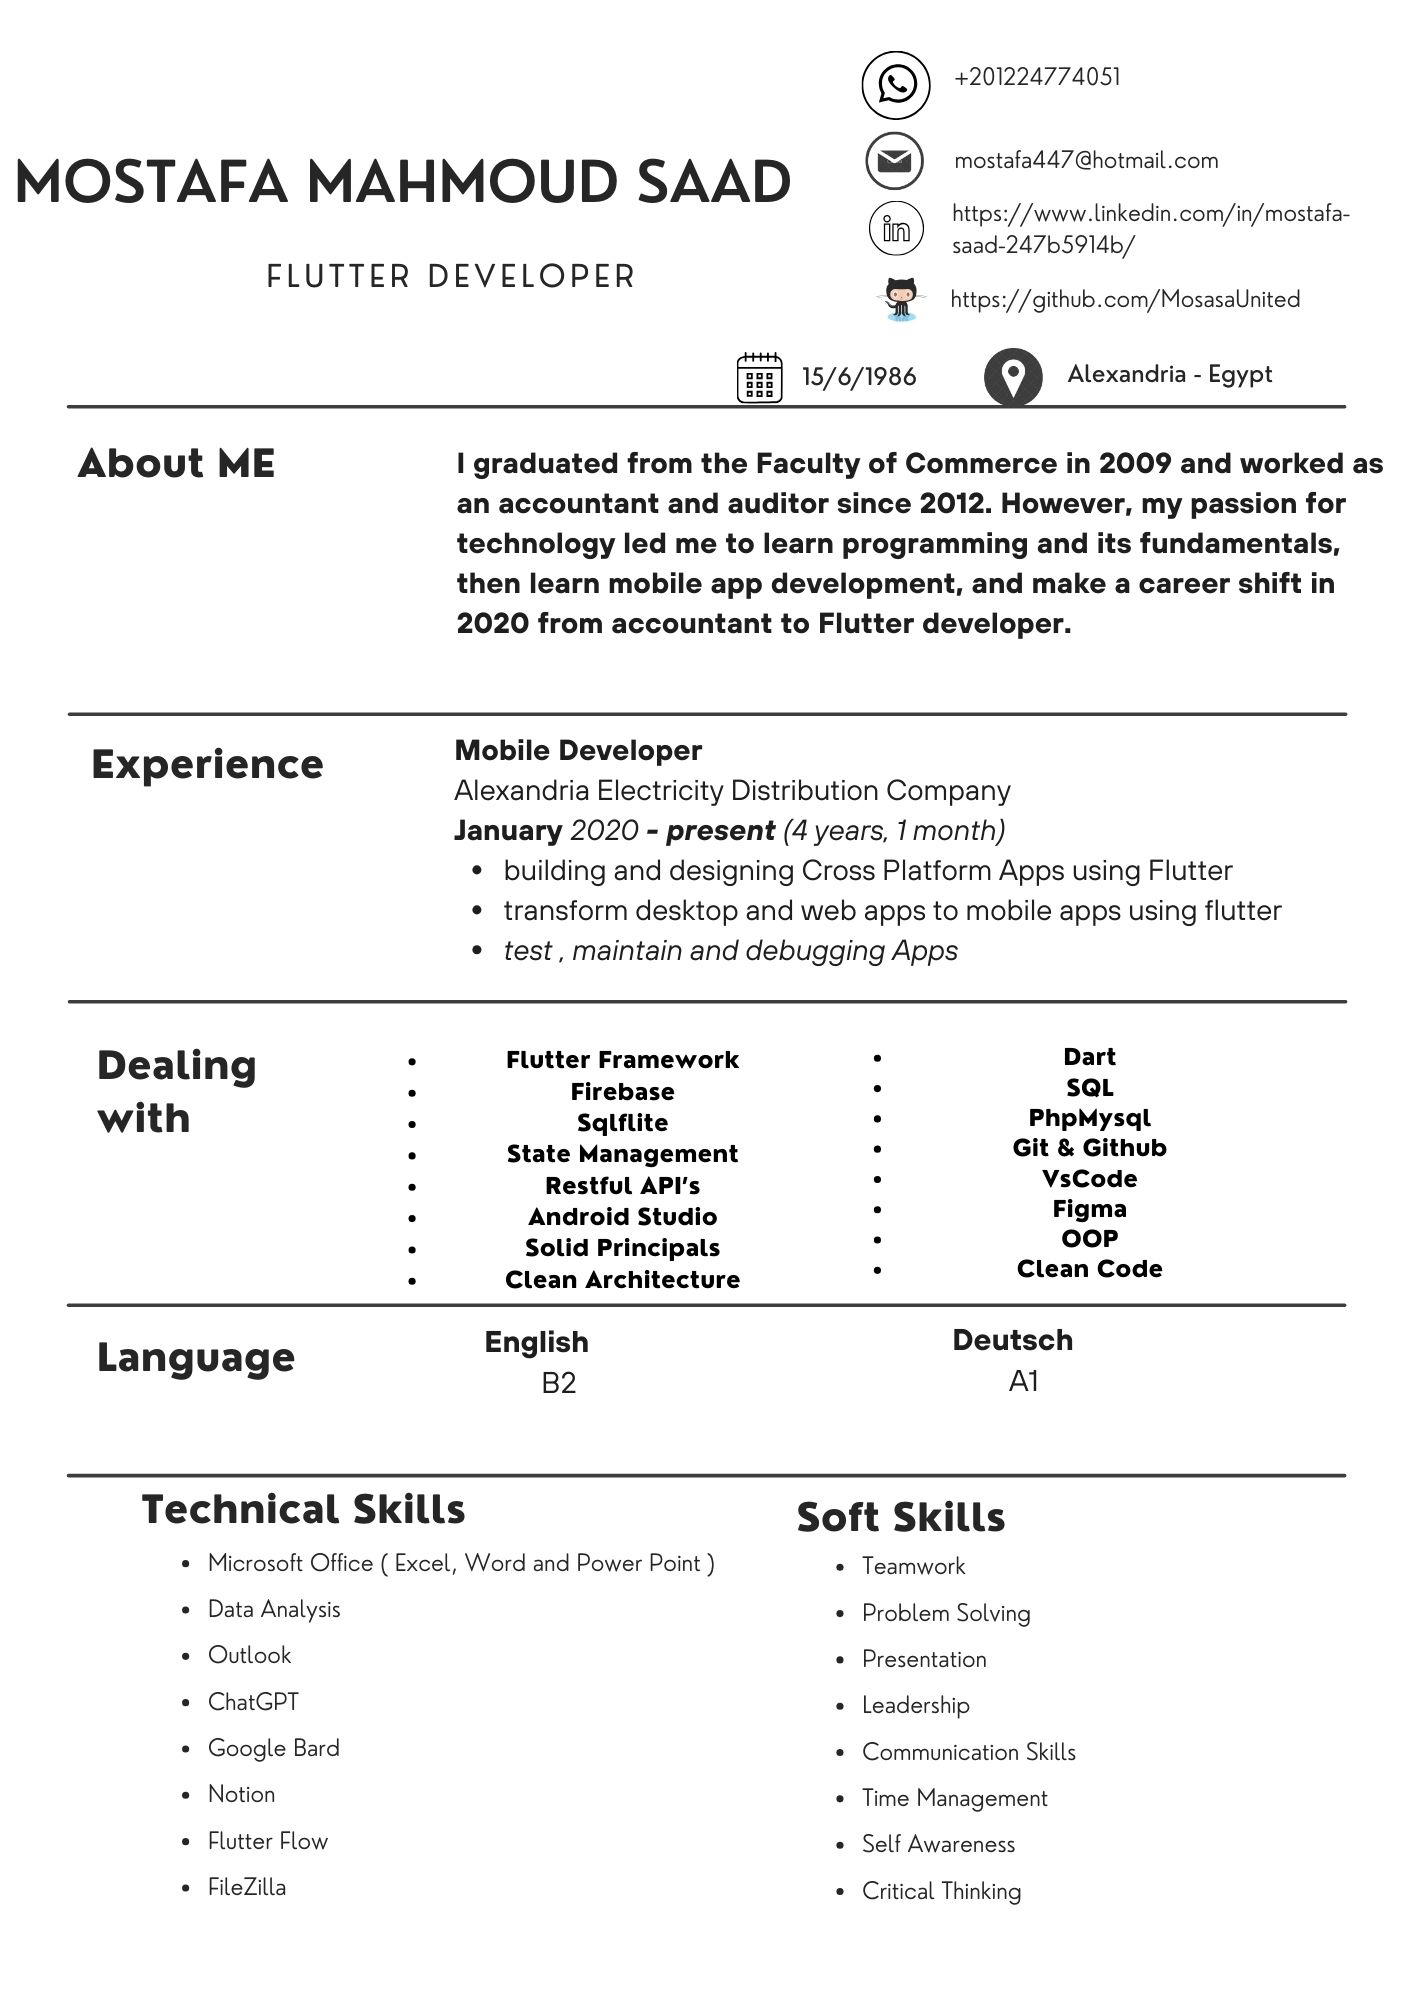 MOSTAFA MAHMOUD SAAD
FLUTTER DEVELOPER
+201224774051
mostafa447@hotmail.com
in
https://www.linkedin.com/in/mostafa-
saad-247b5914b/
https://github.com/MosasaUnited
15/6/1986
Alexandria - Egypt
About ME
I graduated from the Faculty of Commerce in 2009 and worked as
an accountant and auditor since 2012. However, my passion for
technology led me to learn programming and its fundamentals,
then learn mobile app development, and make a career shift in
2020 from accountant to Flutter developer.
Experience
Mobile Developer
Alexandria Electricity Distribution Company
January 2020 - present (4 years, 1 month)
• building and designing Cross Platform Apps using Flutter
• transform desktop and web apps to mobile apps using flutter
• test , maintain and debugging Apps
Dealing
with
• Flutter Framework
• Firebase
• Sqlflite
• State Management
• Restful API's
• Android Studio
• Solid Principals
• Clean Architecture
• Dart
• SQL
• PhpMysql
• Git & Github
• VsCode
• Figma
• OOP
• Clean Code
Language
English
B2
Deutsch
A1
Technical Skills
• Microsoft Office ( Excel, Word and Power Point )
• Data Analysis
• Outlook
• ChatGPT
• Google Bard
• Notion
• Flutter Flow
• FileZilla
Soft Skills
• Teamwork
• Problem Solving
• Presentation
• Leadership
• Communication Skills
• Time Management
• Self Awareness
• Critical Thinking